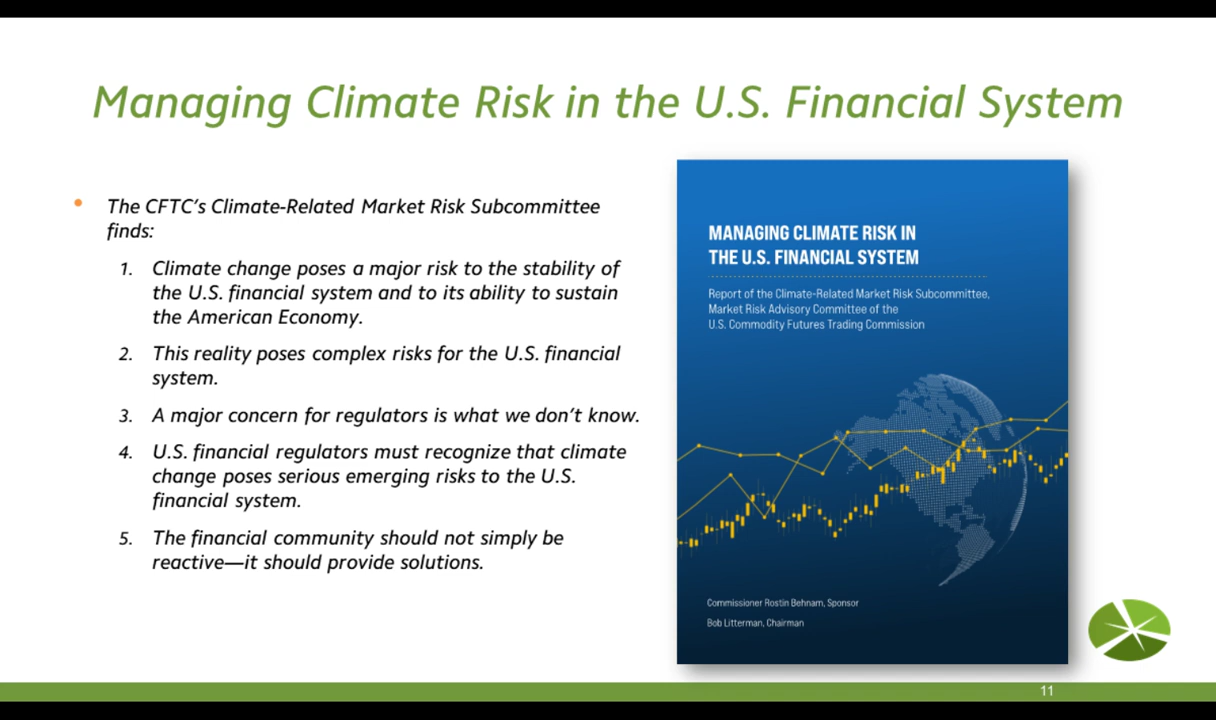 Managing Climate Risk in the U.S. Financial System
• The CFTC’s Climate-Related Market Risk Subcommittee
finds:
1. Climate change poses a major risk to the stability of
the U.S. financial system and to its ability to sustain
the American Economy.
2. This reality poses complex risks for the U.S. financial
system.
3. A major concern for regulators is what we don’t know.
4. U.S. financial regulators must recognize that climate
change poses serious emerging risks to the U.S.
financial system.
5. The financial community should not simply be
reactive—it should provide solutions.
MANAGING CLIMATE RISK IN
THE U.S. FINANCIAL SYSTEM
Report of the Climate-Related Market Risk Subcommittee,
Market Risk Advisory Committee of the
U.S. Commodity Futures Trading Commission
Commissioner Rostin Behnam, Sponsor
Bob Litterman, Chairman
11